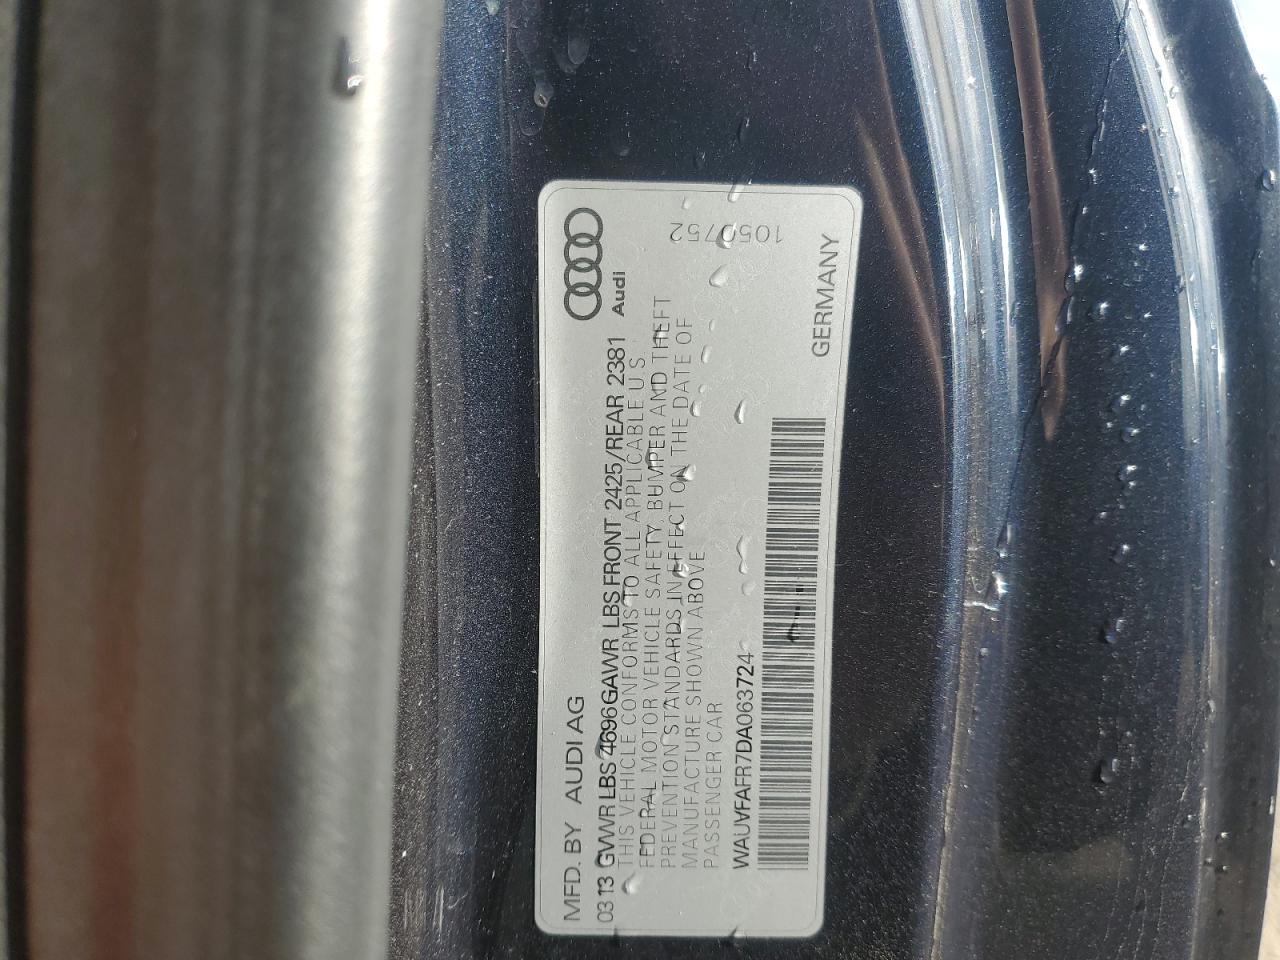 MFD. BY AUDI AG
03 13 GVWR LBS 4696 GAWR LBS FRONT 2425/REAR 2381
Audi
THIS VEHICLE CONFORMS TO ALL APPLICABLE U.S.
FEDERAL MOTOR VEHICLE SAFETY, BUMPER AND THEFT
PREVENTION STANDARDS IN EFFECT ON THE DATE OF
MANUFACTURE SHOWN ABOVE
PASSENGER CAR
WAUVFAFR7DA063724
GERMANY
1050752